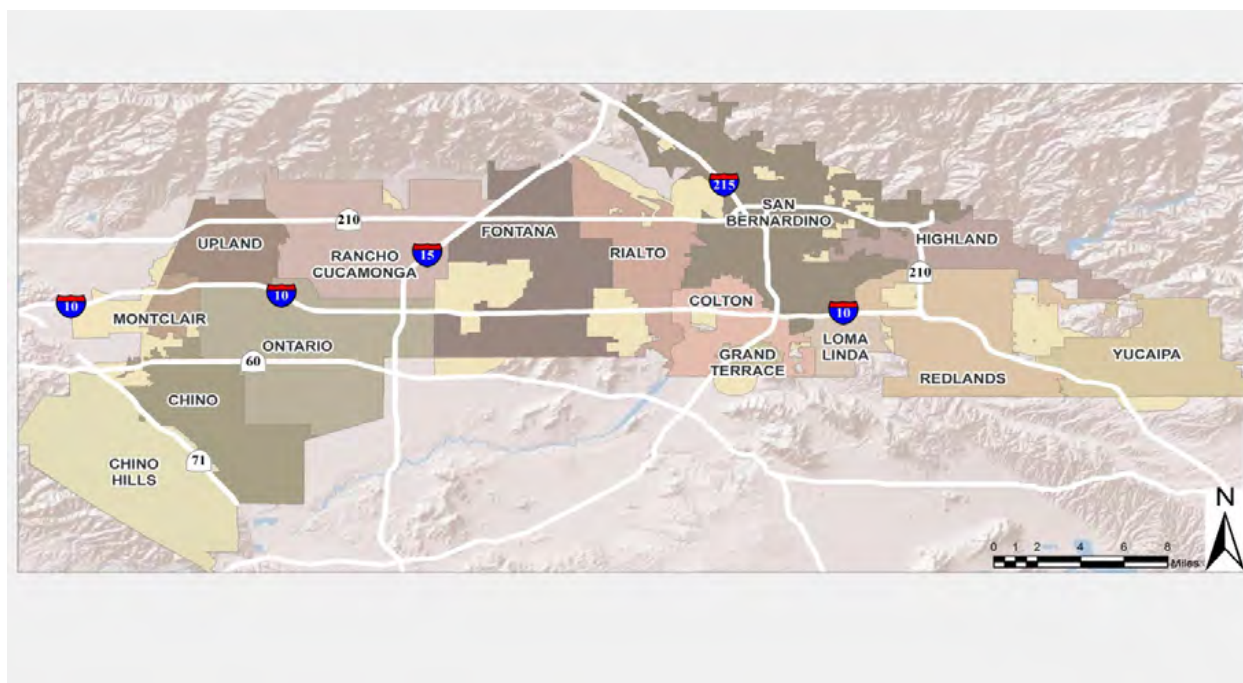 215
SAN
BERNARDINO
210
FONTANA
UPLAND
HIGHLAND
RANCHO
CUCAMONGA
15
RIALTO
210
10
10
COLTON
10
MONTCLAIR
ONTARIO
LOMA
LINDA
60
GRAND
TERRACE
YUCAIPA
REDLANDS
CHINO
71
CHINO
HILLS
N
0 1 2 4 6 8
Miles